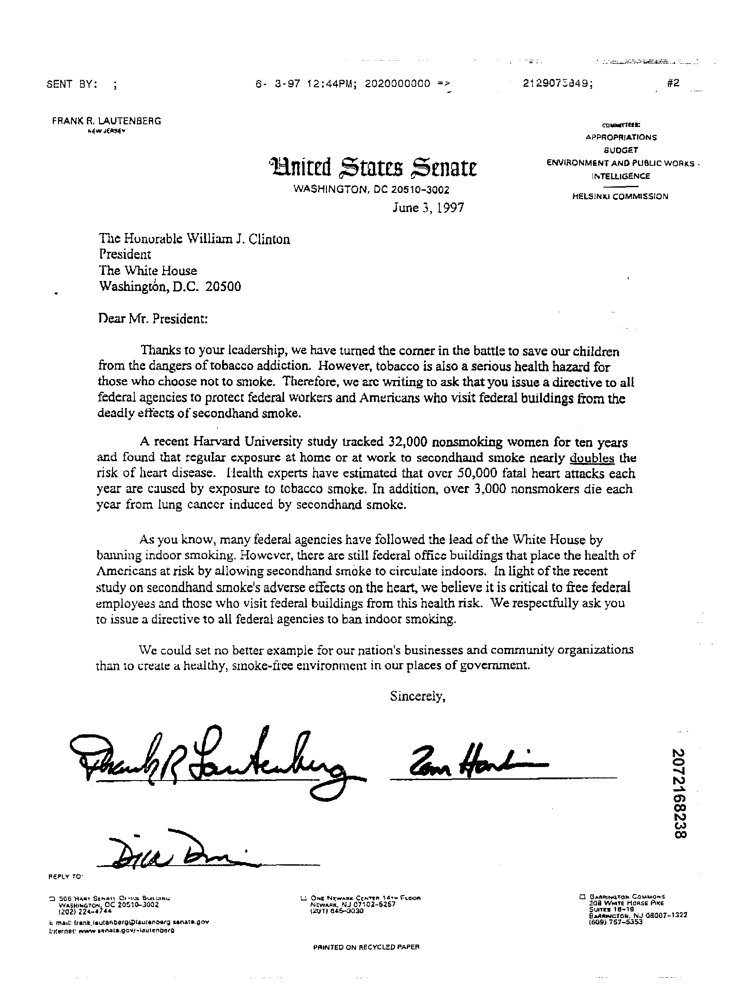 SENT BY: ;
6- 3-97 12:44PM; 2020000000 =>
#2
FRANK R. LAUTENBERG
NEW JERSEY
COMMITTEES:
APPROPRIATIONS
BUDGET
ENVIRONMENT AND PUBLIC WORKS
INTELLIGENCE
HELSINKI COMMISSION
United States Senate
WASHINGTON, DC 20510-3002
June 3, 1997
The Honorable William J. Clinton
President
The White House
Washington, D.C. 20500
Dear Mr. President:
Thanks to your leadership, we have turned the corner in the battle to save our children
from the dangers of tobacco addiction. However, tobacco is also a serious health hazard for
those who choose not to smoke. Therefore, we are writing to ask that you issue a directive to all
federal agencies to protect federal workers and Americans who visit federal buildings from the
deadly effects of secondhand smoke.
A recent Harvard University study tracked 32,000 nonsmoking women for ten years
and found that regular exposure at home or at work to secondhand smoke nearly doubles the
risk of heart disease. Health experts have estimated that over 50,000 fatal heart attacks each
year are caused by exposure to tobacco smoke. In addition, over 3,000 nonsmokers die each
year from lung cancer induced by secondhand smoke.
As you know, many federal agencies have followed the lead of the White House by
banning indoor smoking. However, there are still federal office buildings that place the health of
Americans at risk by allowing secondhand smoke to circulate indoors. In light of the recent
study on secondhand smoke's adverse effects on the heart, we believe it is critical to free federal
employees and those who visit federal buildings from this health risk. We respectfully ask you
to issue a directive to all federal agencies to ban indoor smoking.
We could set no better example for our nation's businesses and community organizations
than to create a healthy, smoke-free environment in our places of government.
Sincerely,
Frank R Lautenberg
Tom Harkin
2072168238
REPLY TO:
506 HART SENATE OFFICE BUILDING
WASHINGTON, DC 20510-3002
(202) 224-4744
E mail: frank_lautenberg@lautenberg senate.gov
Internet: www senate.gov/~lautenberg
ONE NEWARK CENTER 14TH FLOOR
NEWARK, NJ 07102-5257
(201) 645-3030
BARRINGTON COMMONS
208 WHITE HORSE PIKE
SUITES 18-19
BARRINGTON, NJ 08007-1322
(609) 757-5353
PRINTED ON RECYCLED PAPER